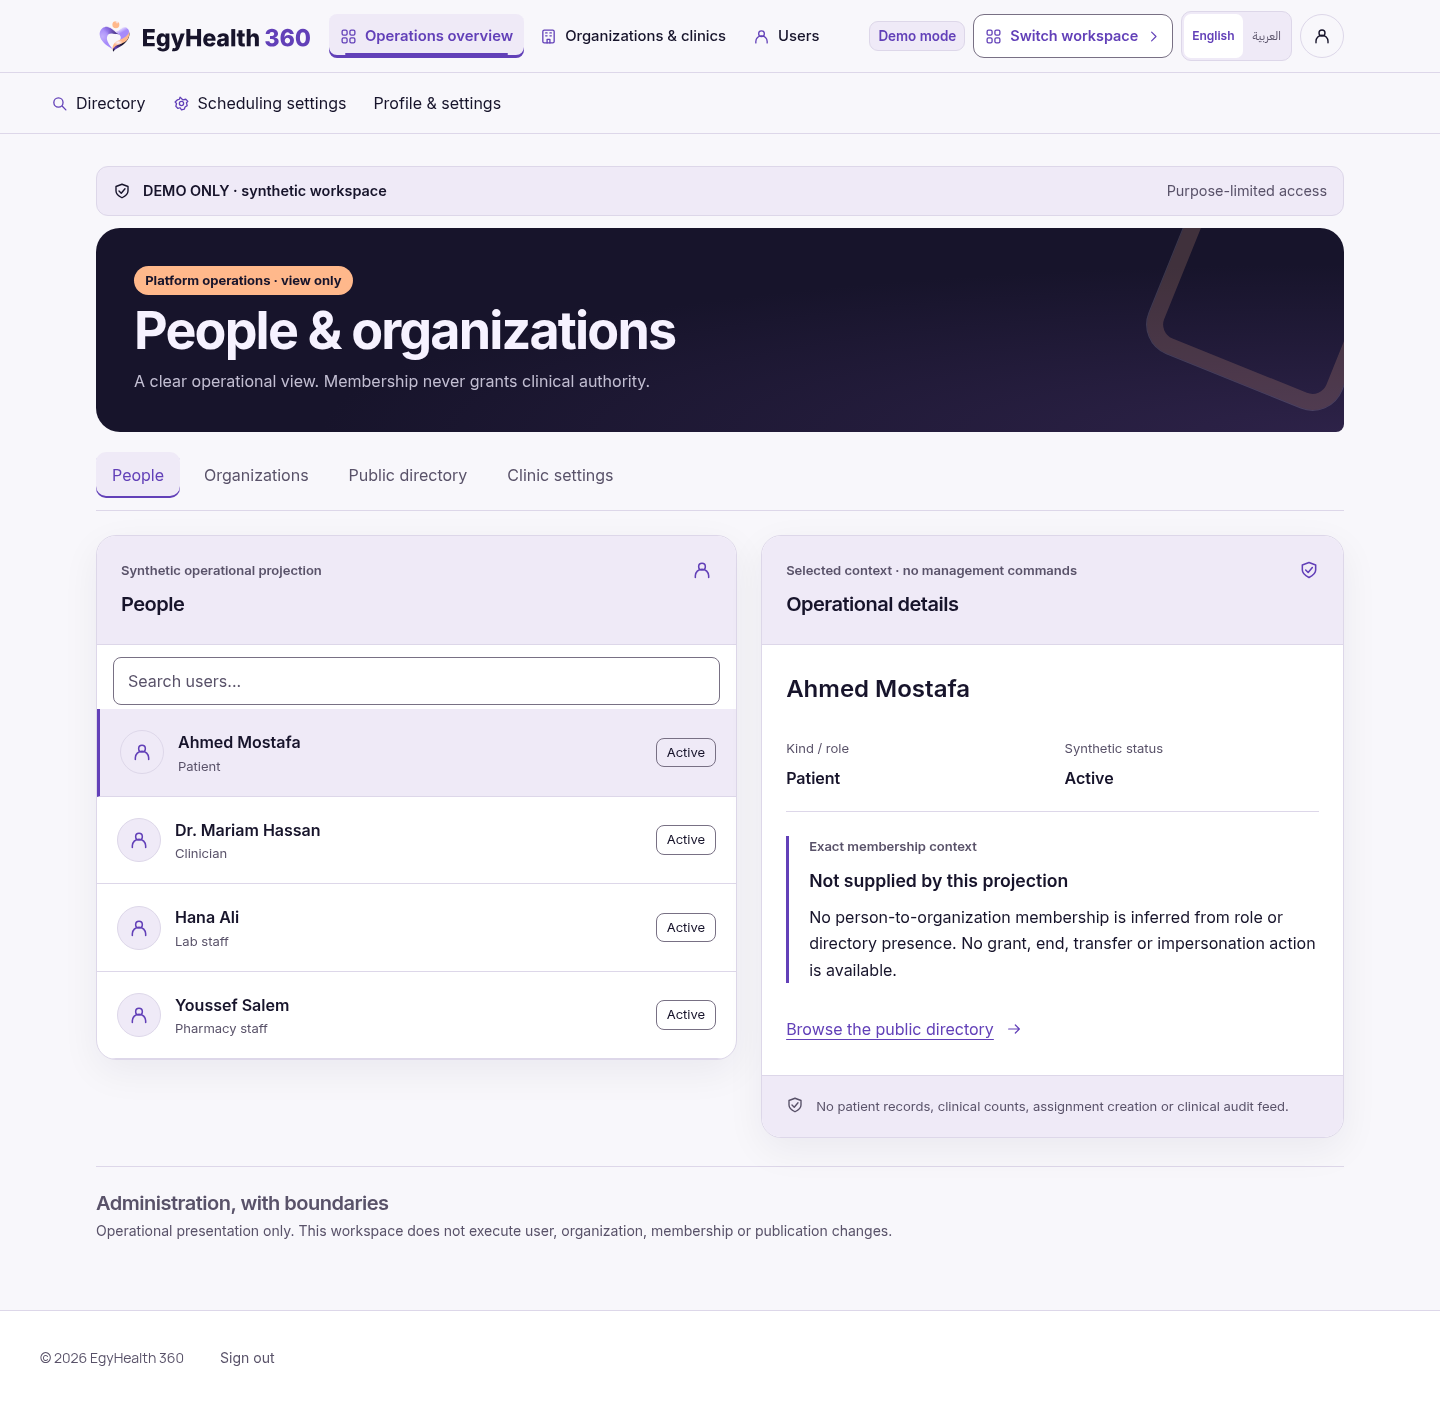 EgyHealth 360
Operations overview
Organizations & clinics
Users
Demo mode
Switch workspace
English
العربية
Directory
Scheduling settings
Profile & settings
DEMO ONLY · synthetic workspace
Purpose-limited access
Platform operations · view only
People & organizations
A clear operational view. Membership never grants clinical authority.
People
Organizations
Public directory
Clinic settings
Synthetic operational projection
People
Search users...
Ahmed Mostafa
Patient
Active
Dr. Mariam Hassan
Clinician
Active
Hana Ali
Lab staff
Active
Youssef Salem
Pharmacy staff
Active
Selected context · no management commands
Operational details
Ahmed Mostafa
Kind / role
Patient
Synthetic status
Active
Exact membership context
Not supplied by this projection
No person-to-organization membership is inferred from role or
directory presence. No grant, end, transfer or impersonation action
is available.
Browse the public directory
No patient records, clinical counts, assignment creation or clinical audit feed.
Administration, with boundaries
Operational presentation only. This workspace does not execute user, organization, membership or publication changes.
© 2026 EgyHealth 360
Sign out